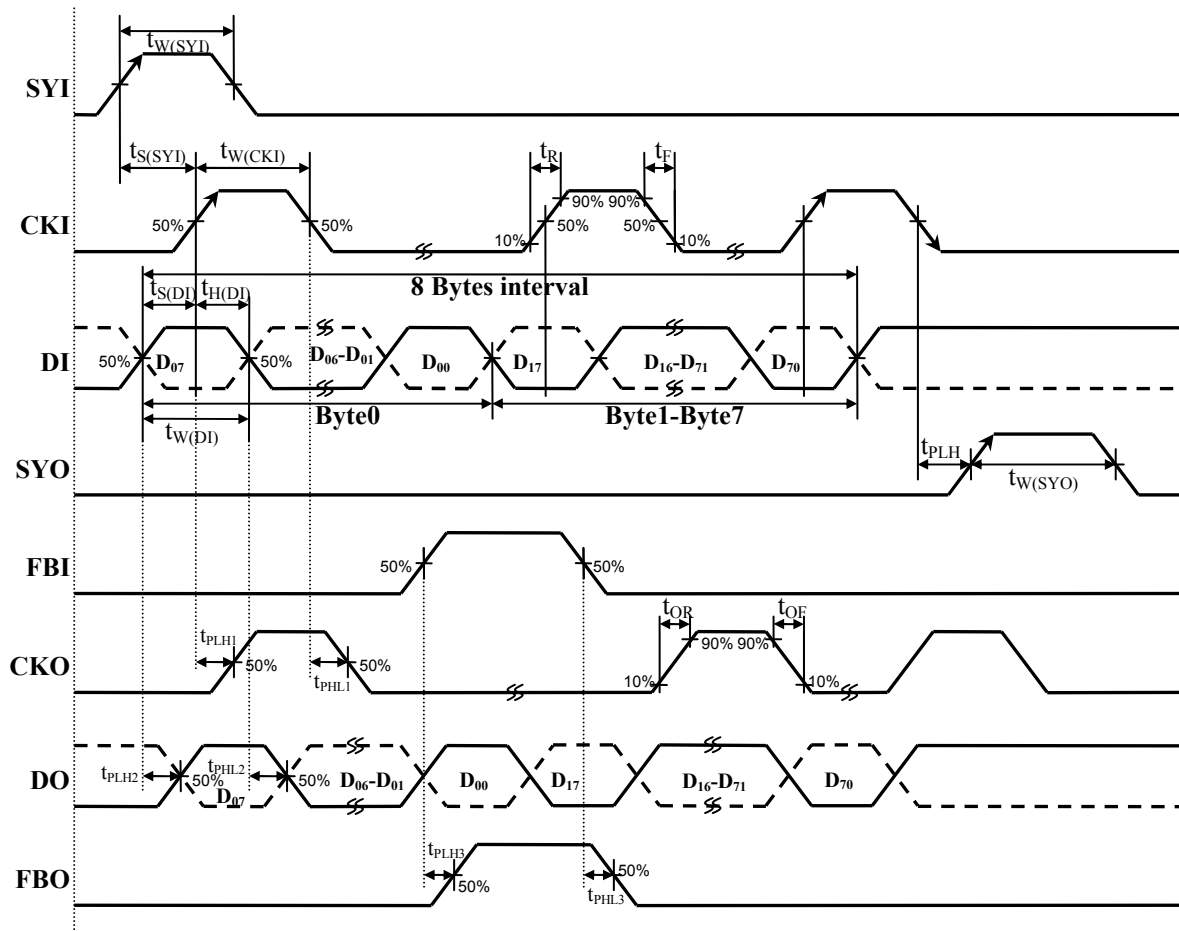 tW(SYI)
SYI
tS(SYI) tW(CKI) tR tF
CKI 50% 50% 10% 90% 50% 90% 50% 10%
8 Bytes interval
tS(DI) tH(DI)
DI 50% D07 50% D06-D01 D00 D17 D16-D71 D70
Byte0 Byte1-Byte7
tW(DI)
SYO tPLH tW(SYO)
FBI 50% 50%
tOR tOF
CKO tPLH1 50% tPHL1 50% 10% 90% 90% 10%
DO tPLH2 50% D07 tPHL2 50% D06-D01 D00 D17 D16-D71 D70
FBO tPLH3 50% tPHL3 50%